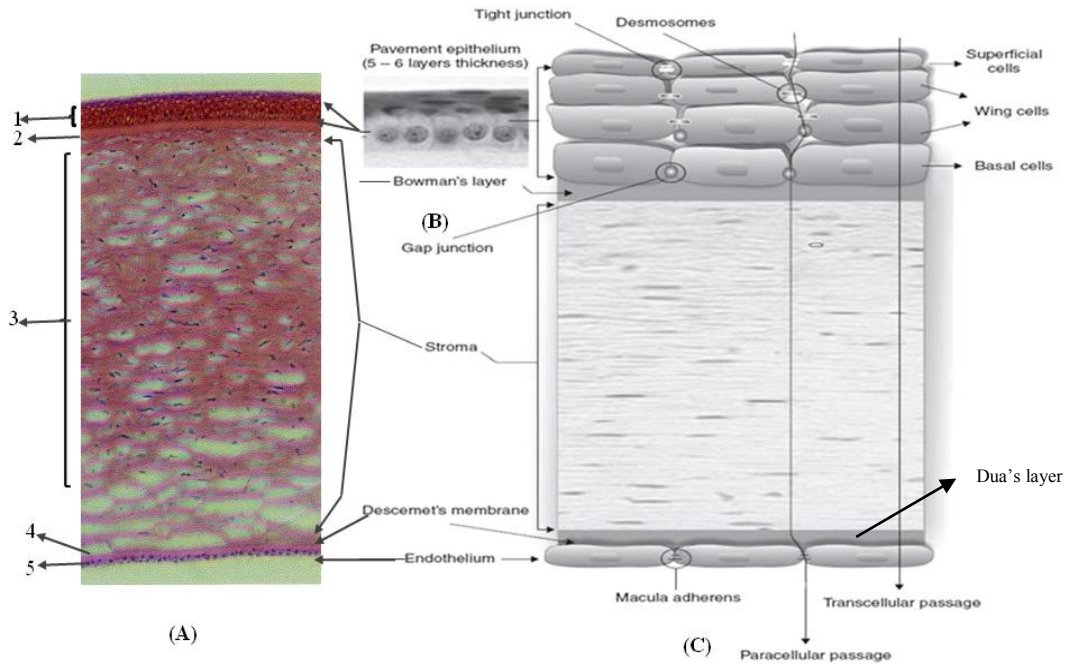 Tight junction
Desmosomes
Pavement epithelium
(5 – 6 layers thickness)
Superficial
cells
Wing cells
Basal cells
1
2
3
4
5
Bowman's layer
(B)
Gap junction
Stroma
Dua's layer
Descemet's membrane
Endothelium
Macula adherens
Transcellular passage
Paracellular passage
(A)
(C)